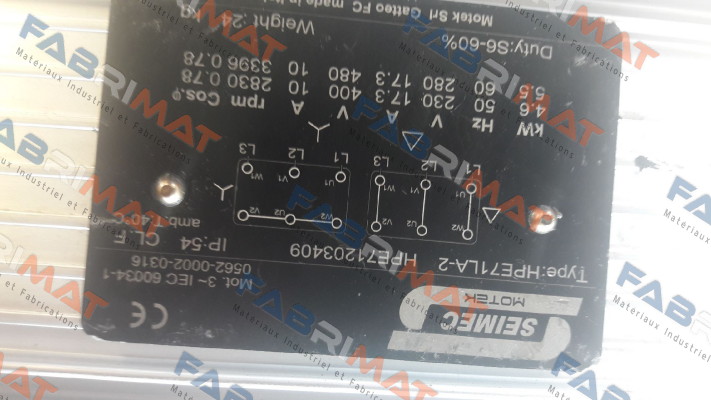 SEIMEC
MOTEK
CE
Mot. 3~ IEC 60034-1
0562-0002-0316
Type:HPE71LA-2 HPE71203409
IP:54 CL.F amb.T.40°C
W2 U2 V2
U1 V1 W1
L1 L2 L3
W2 U2 V2
U1 V1 W1
L1 L2 L3
kW Hz V A V A rpm Cos.φ
4.6 50 230 17.3 400 10 2830 0.78
5.5 60 280 17.3 480 10 3396 0.78
Duty:S6-60% Weight :24
Motek Srl Catteo FC made in
FABRIMAT
Matériaux Industriel et Fabrications